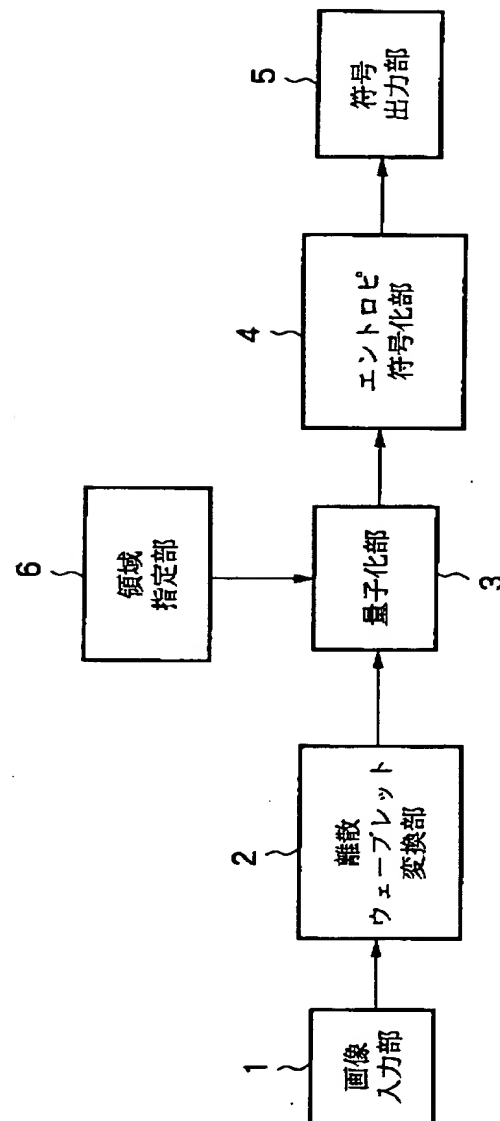 1
画像
入力部
2
離散
ウェーブレット
変換部
3
量子化部
4
エントロピ
符号化部
5
符号
出力部
6
領域
指定部